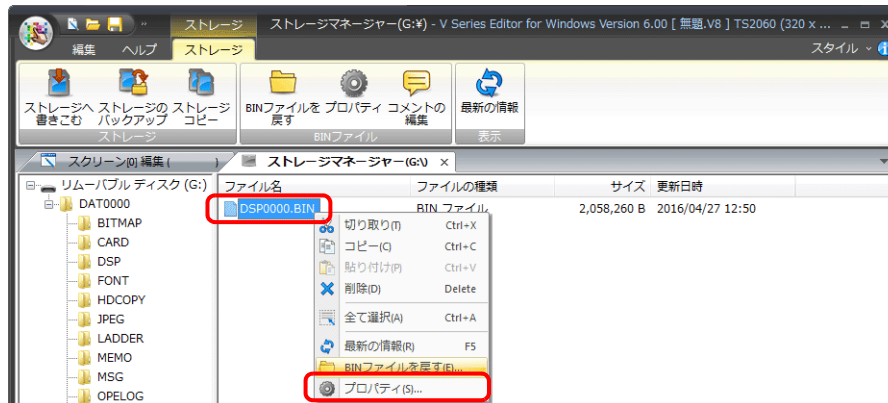 ストレージ
ストレージマネージャー(G:¥) - V Series Editor for Windows Version 6.00 [ 無題.V8 ] TS2060 (320 x ...
編集 ヘルプ ストレージ
スタイル
ストレージへ書きこむ
ストレージのバックアップ
ストレージコピー
BINファイルを戻す
プロパティ
コメントの編集
最新の情報
ストレージ BINファイル 表示
スクリーン[0] 編集 ( )
ストレージマネージャー(G:\) ×
リムーバブル ディスク (G:)
DAT0000
BITMAP
CARD
DSP
FONT
HDCOPY
JPEG
LADDER
MEMO
MSG
OPELOG
ファイル名 ファイルの種類 サイズ 更新日時
DSP0000.BIN BIN ファイル 2,058,260 B 2016/04/27 12:50
切り取り(T) Ctrl+X
コピー(C) Ctrl+C
貼り付け(P) Ctrl+V
削除(D) Delete
全て選択(A) Ctrl+A
最新の情報(R) F5
BINファイルを戻す(E)...
プロパティ(S)...